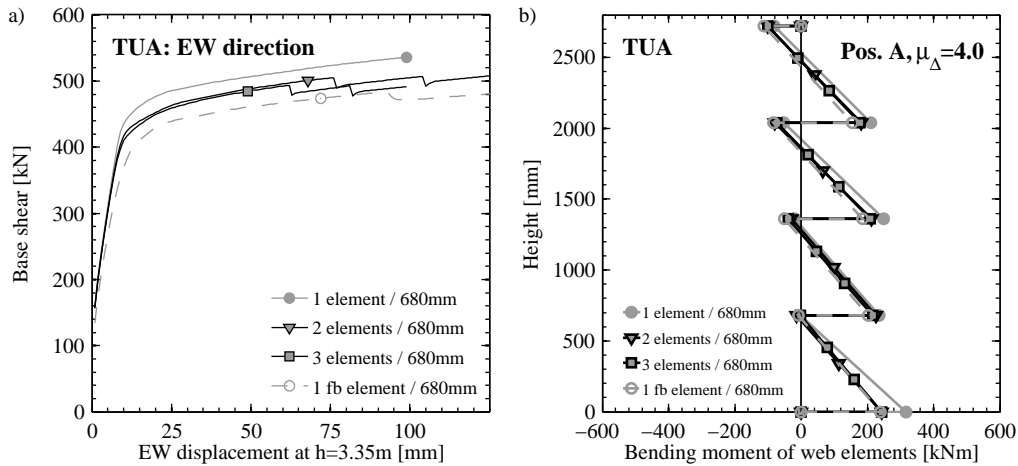 a)
TUA: EW direction
600
500
400
300
200
100
0
Base shear [kN]
1 element / 680mm
2 elements / 680mm
3 elements / 680mm
1 fb element / 680mm
0 25 50 75 100
EW displacement at h=3.35m [mm]
b)
TUA
Pos. A, μΔ=4.0
2500
2000
1500
1000
500
0
Height [mm]
1 element / 680mm
2 elements / 680mm
3 elements / 680mm
1 fb element / 680mm
−600 −400 −200 0 200 400 600
Bending moment of web elements [kNm]